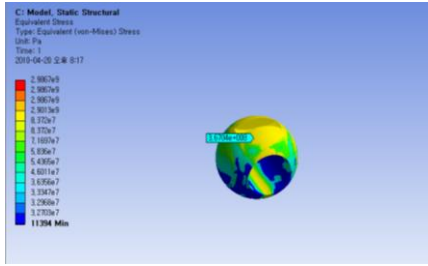 C: Model, Static Structural
Equivalent Stress
Type: Equivalent (von-Mises) Stress
Unit: Pa
Time: 1
2019-04-20 오후 8:17
2,9867e9
2,9867e9
2,9867e9
2,9013e9
8,372e7
8,372e7
7,1697e7
5,836e7
5,4365e7
4,6011e7
3,6356e7
3,3347e7
3,2968e7
3,2703e7
11394 Min